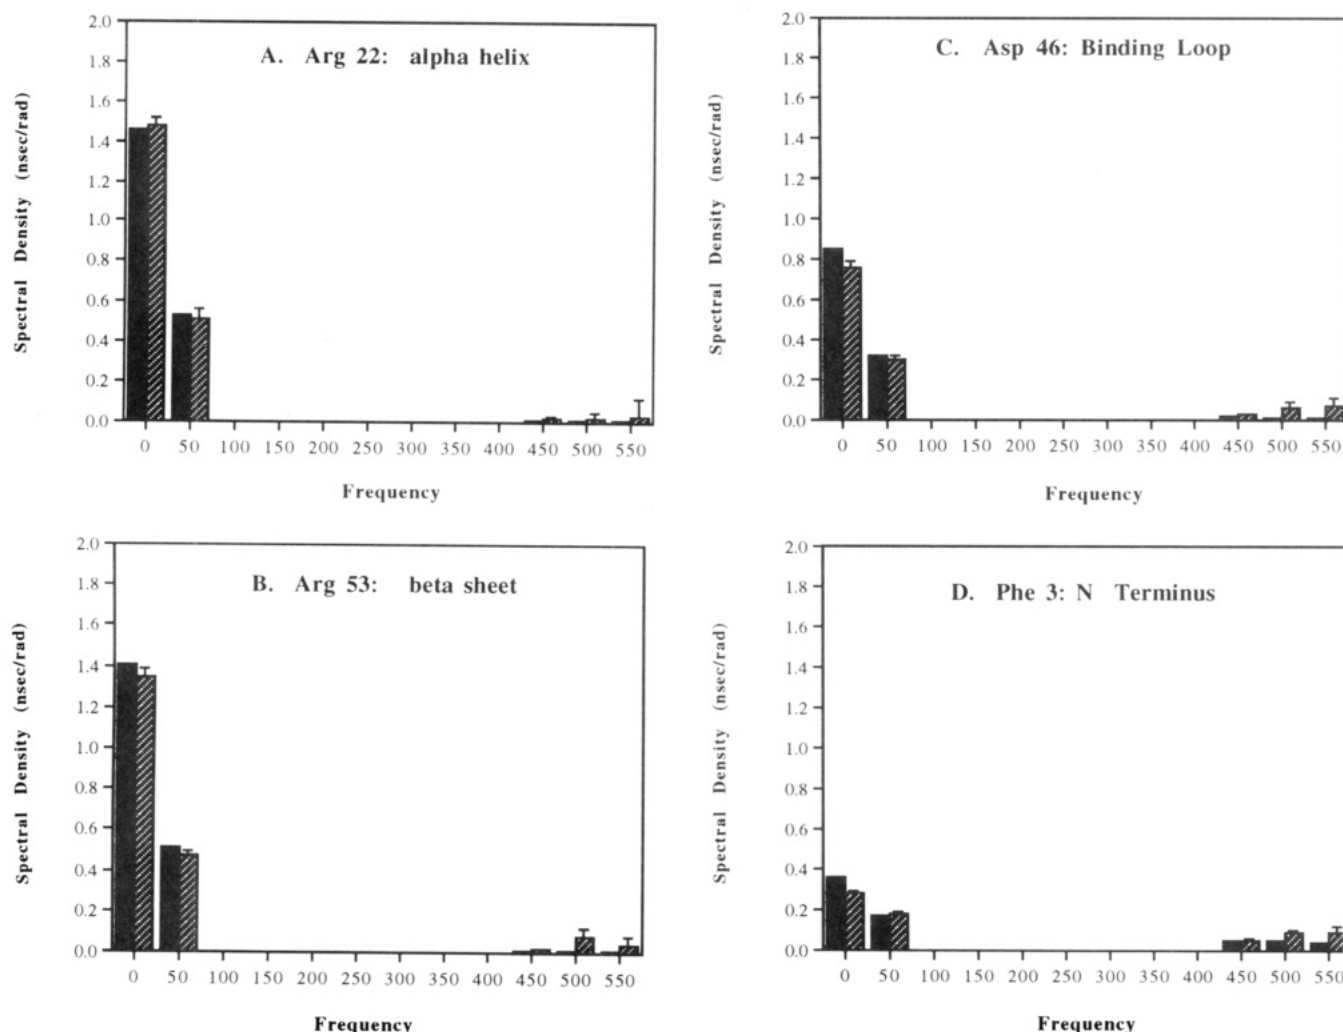 A. Arg 22: alpha helix
Spectral Density (nsec/rad)
2.0
1.8
1.6
1.4
1.2
1.0
0.8
0.6
0.4
0.2
0.0
0 50 100 150 200 250 300 350 400 450 500 550
Frequency
C. Asp 46: Binding Loop
Spectral Density (nsec/rad)
2.0
1.8
1.6
1.4
1.2
1.0
0.8
0.6
0.4
0.2
0.0
0 50 100 150 200 250 300 350 400 450 500 550
Frequency
B. Arg 53: beta sheet
Spectral Density (nsec/rad)
2.0
1.8
1.6
1.4
1.2
1.0
0.8
0.6
0.4
0.2
0.0
0 50 100 150 200 250 300 350 400 450 500 550
Frequency
D. Phe 3: N Terminus
Spectral Density (nsec/rad)
2.0
1.8
1.6
1.4
1.2
1.0
0.8
0.6
0.4
0.2
0.0
0 50 100 150 200 250 300 350 400 450 500 550
Frequency